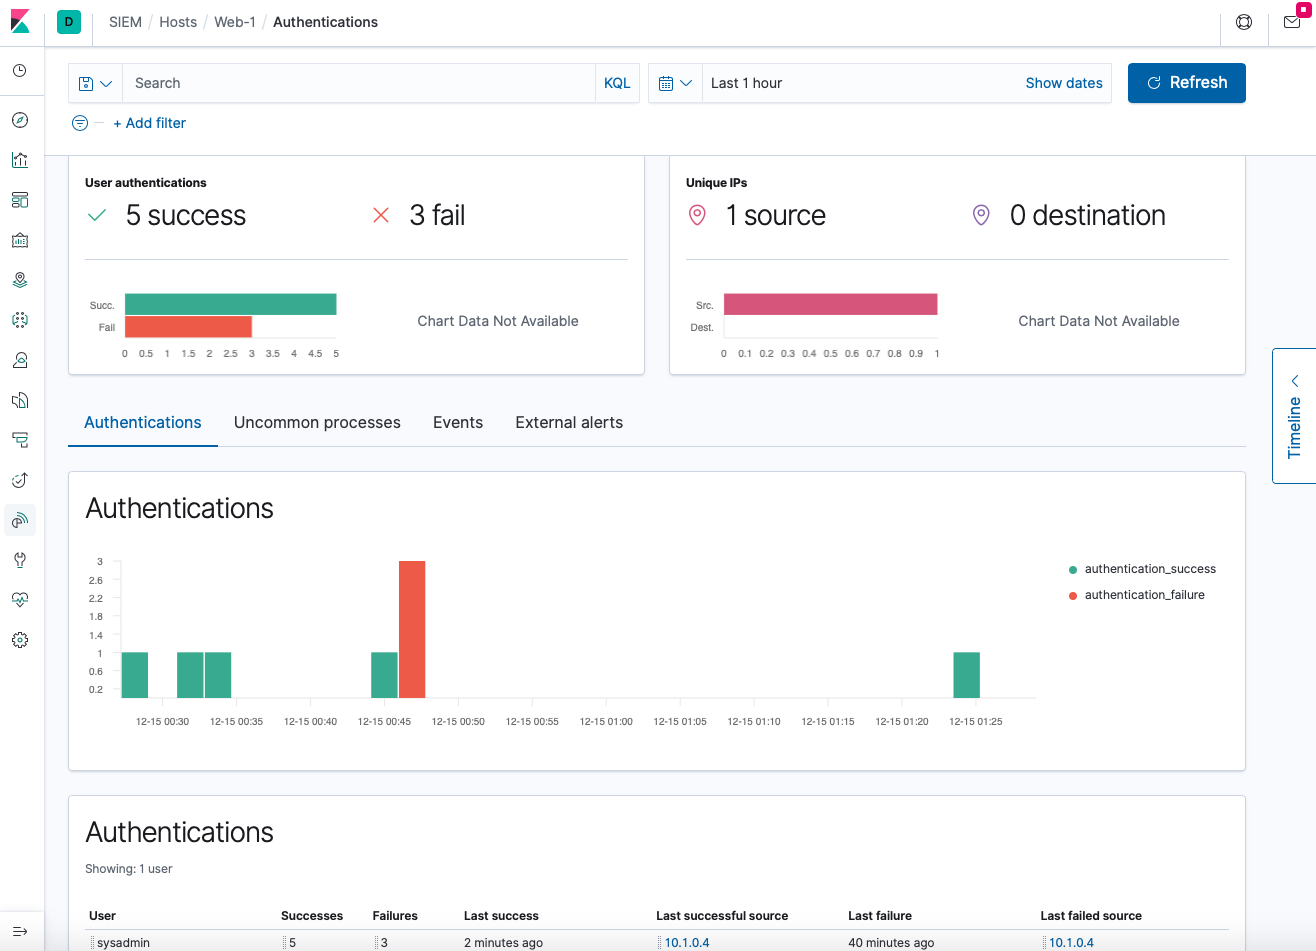 D SIEM / Hosts / Web-1 / Authentications
Search KQL Last 1 hour Show dates Refresh
+ Add filter
User authentications
5 success 3 fail
Succ.
Fail
0 0.5 1 1.5 2 2.5 3 3.5 4 4.5 5
Chart Data Not Available
Unique IPs
1 source 0 destination
Src.
Dest.
0 0.1 0.2 0.3 0.4 0.5 0.6 0.7 0.8 0.9 1
Chart Data Not Available
Timeline
Authentications Uncommon processes Events External alerts
Authentications
3
2.6
2.2
1.8
1.4
1
0.6
0.2
12-15 00:30 12-15 00:35 12-15 00:40 12-15 00:45 12-15 00:50 12-15 00:55 12-15 01:00 12-15 01:05 12-15 01:10 12-15 01:15 12-15 01:20 12-15 01:25
authentication_success
authentication_failure
Authentications
Showing: 1 user
User Successes Failures Last success Last successful source Last failure Last failed source
sysadmin 5 3 2 minutes ago 10.1.0.4 40 minutes ago 10.1.0.4